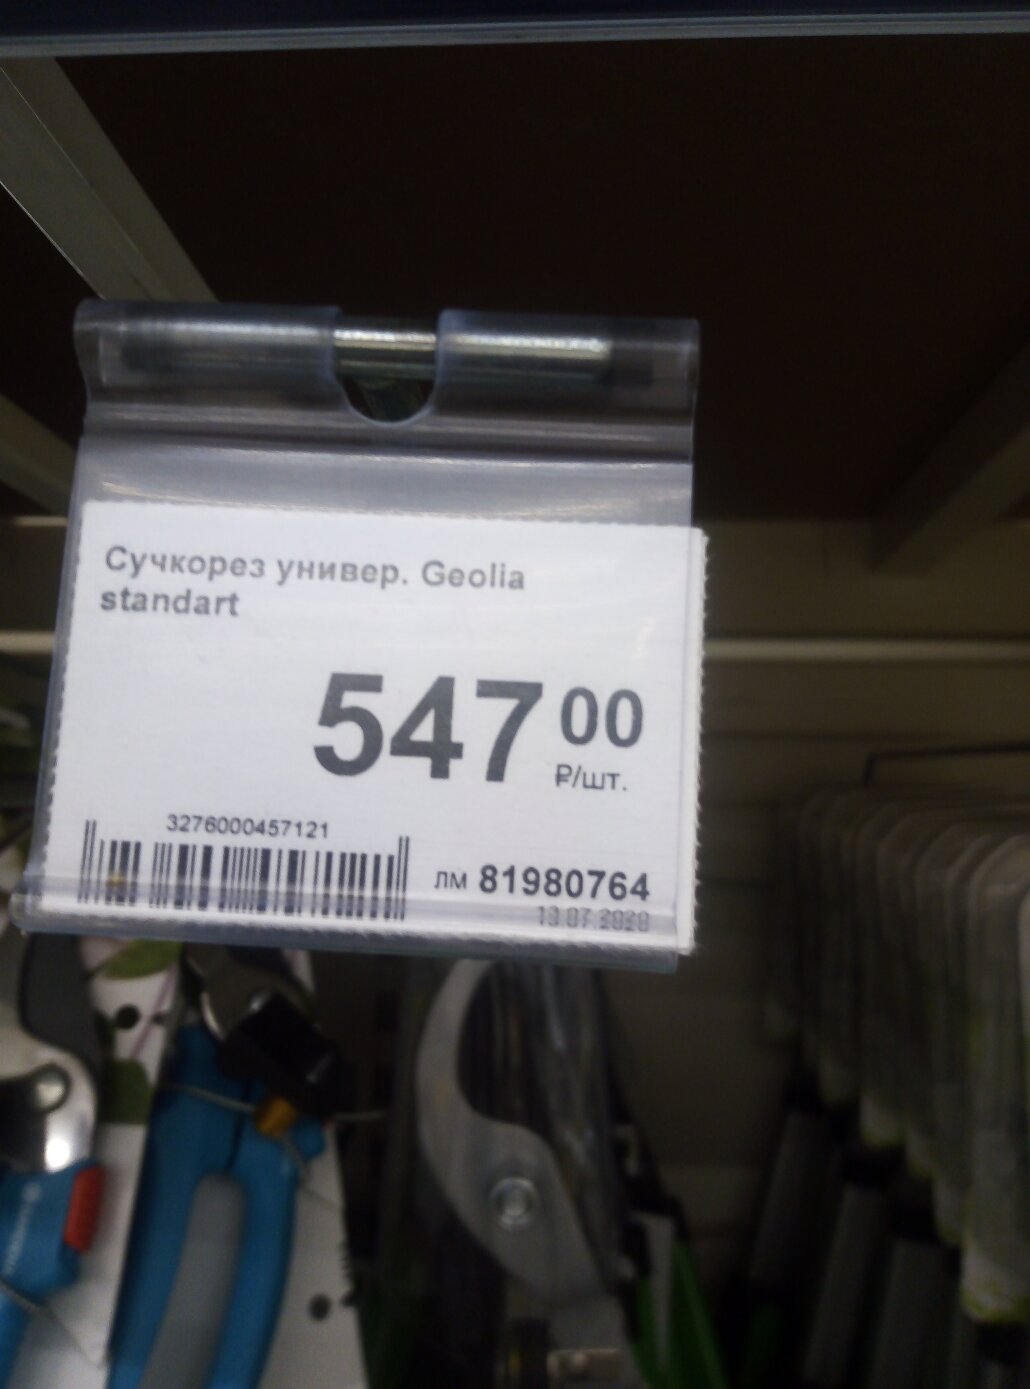 Сучкорез универ. Geolia
standart
547 00
₽/шт.
3276000457121
лм 81980764
13.07.2020